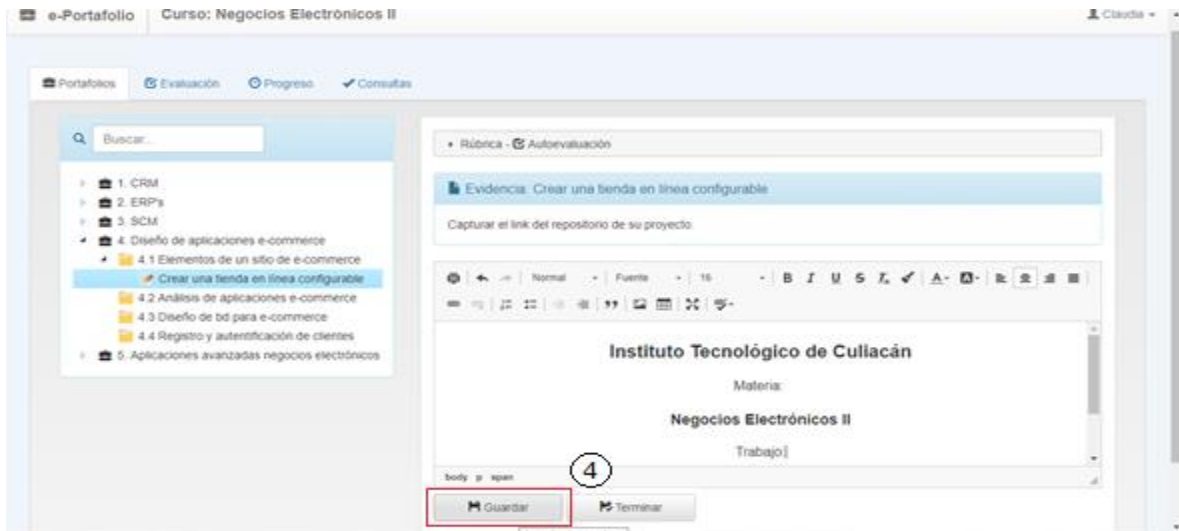 e-Portafolio Curso: Negocios Electrónicos II Claudia
Portafolios Evaluación Progreso Consultas
Buscar...
1. CRM
2. ERP's
3. SCM
4. Diseño de aplicaciones e-commerce
4.1 Elementos de un sitio de e-commerce
Crear una tienda en línea configurable
4.2 Análisis de aplicaciones e-commerce
4.3 Diseño de bd para e-commerce
4.4 Registro y autentificación de clientes
5. Aplicaciones avanzadas negocios electrónicos
Rúbrica - Autoevaluación
Evidencia: Crear una tienda en línea configurable
Capturar el link del repositorio de su proyecto
Normal Fuente 16 B I U S Ix A A
Instituto Tecnológico de Culiacán
Materia:
Negocios Electrónicos II
Trabajo:
body p span
4
Guardar Terminar